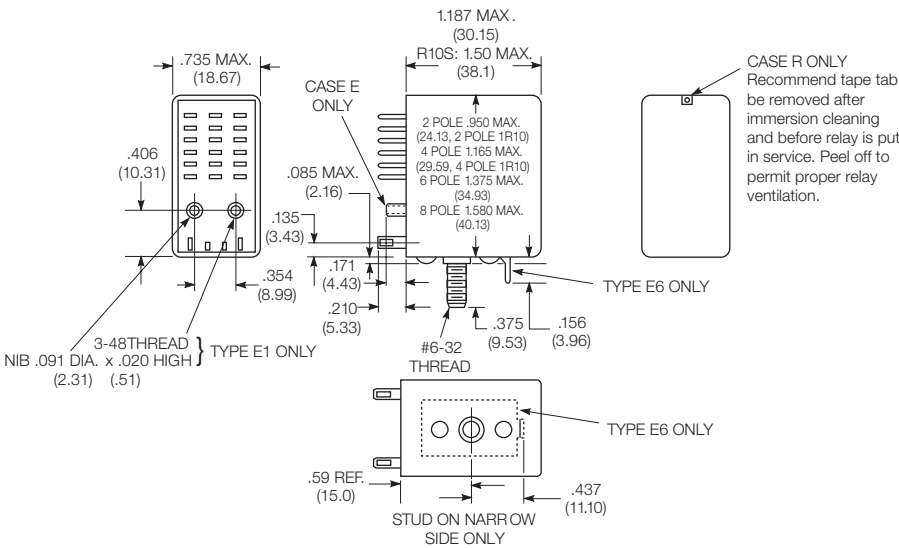 1.187 MAX.
(30.15)
R10S: 1.50 MAX.
(38.1)
.735 MAX.
(18.67)
CASE E
ONLY
CASE R ONLY
Recommend tape tab
be removed after
immersion cleaning
and before relay is put
in service. Peel off to
permit proper relay
ventilation.
2 POLE .950 MAX.
(24.13, 2 POLE 1R10)
4 POLE 1.165 MAX.
(29.59, 4 POLE 1R10)
6 POLE 1.375 MAX.
(34.93)
8 POLE 1.580 MAX.
(40.13)
.406
(10.31)
.085 MAX.
(2.16)
.135
(3.43)
.171
(4.43)
.210
(5.33)
.354
(8.99)
TYPE E6 ONLY
.375
(9.53)
.156
(3.96)
#6-32
THREAD
3-48THREAD
NIB .091 DIA. x .020 HIGH } TYPE E1 ONLY
(2.31) (.51)
TYPE E6 ONLY
.59 REF.
(15.0)
.437
(11.10)
STUD ON NARROW
SIDE ONLY